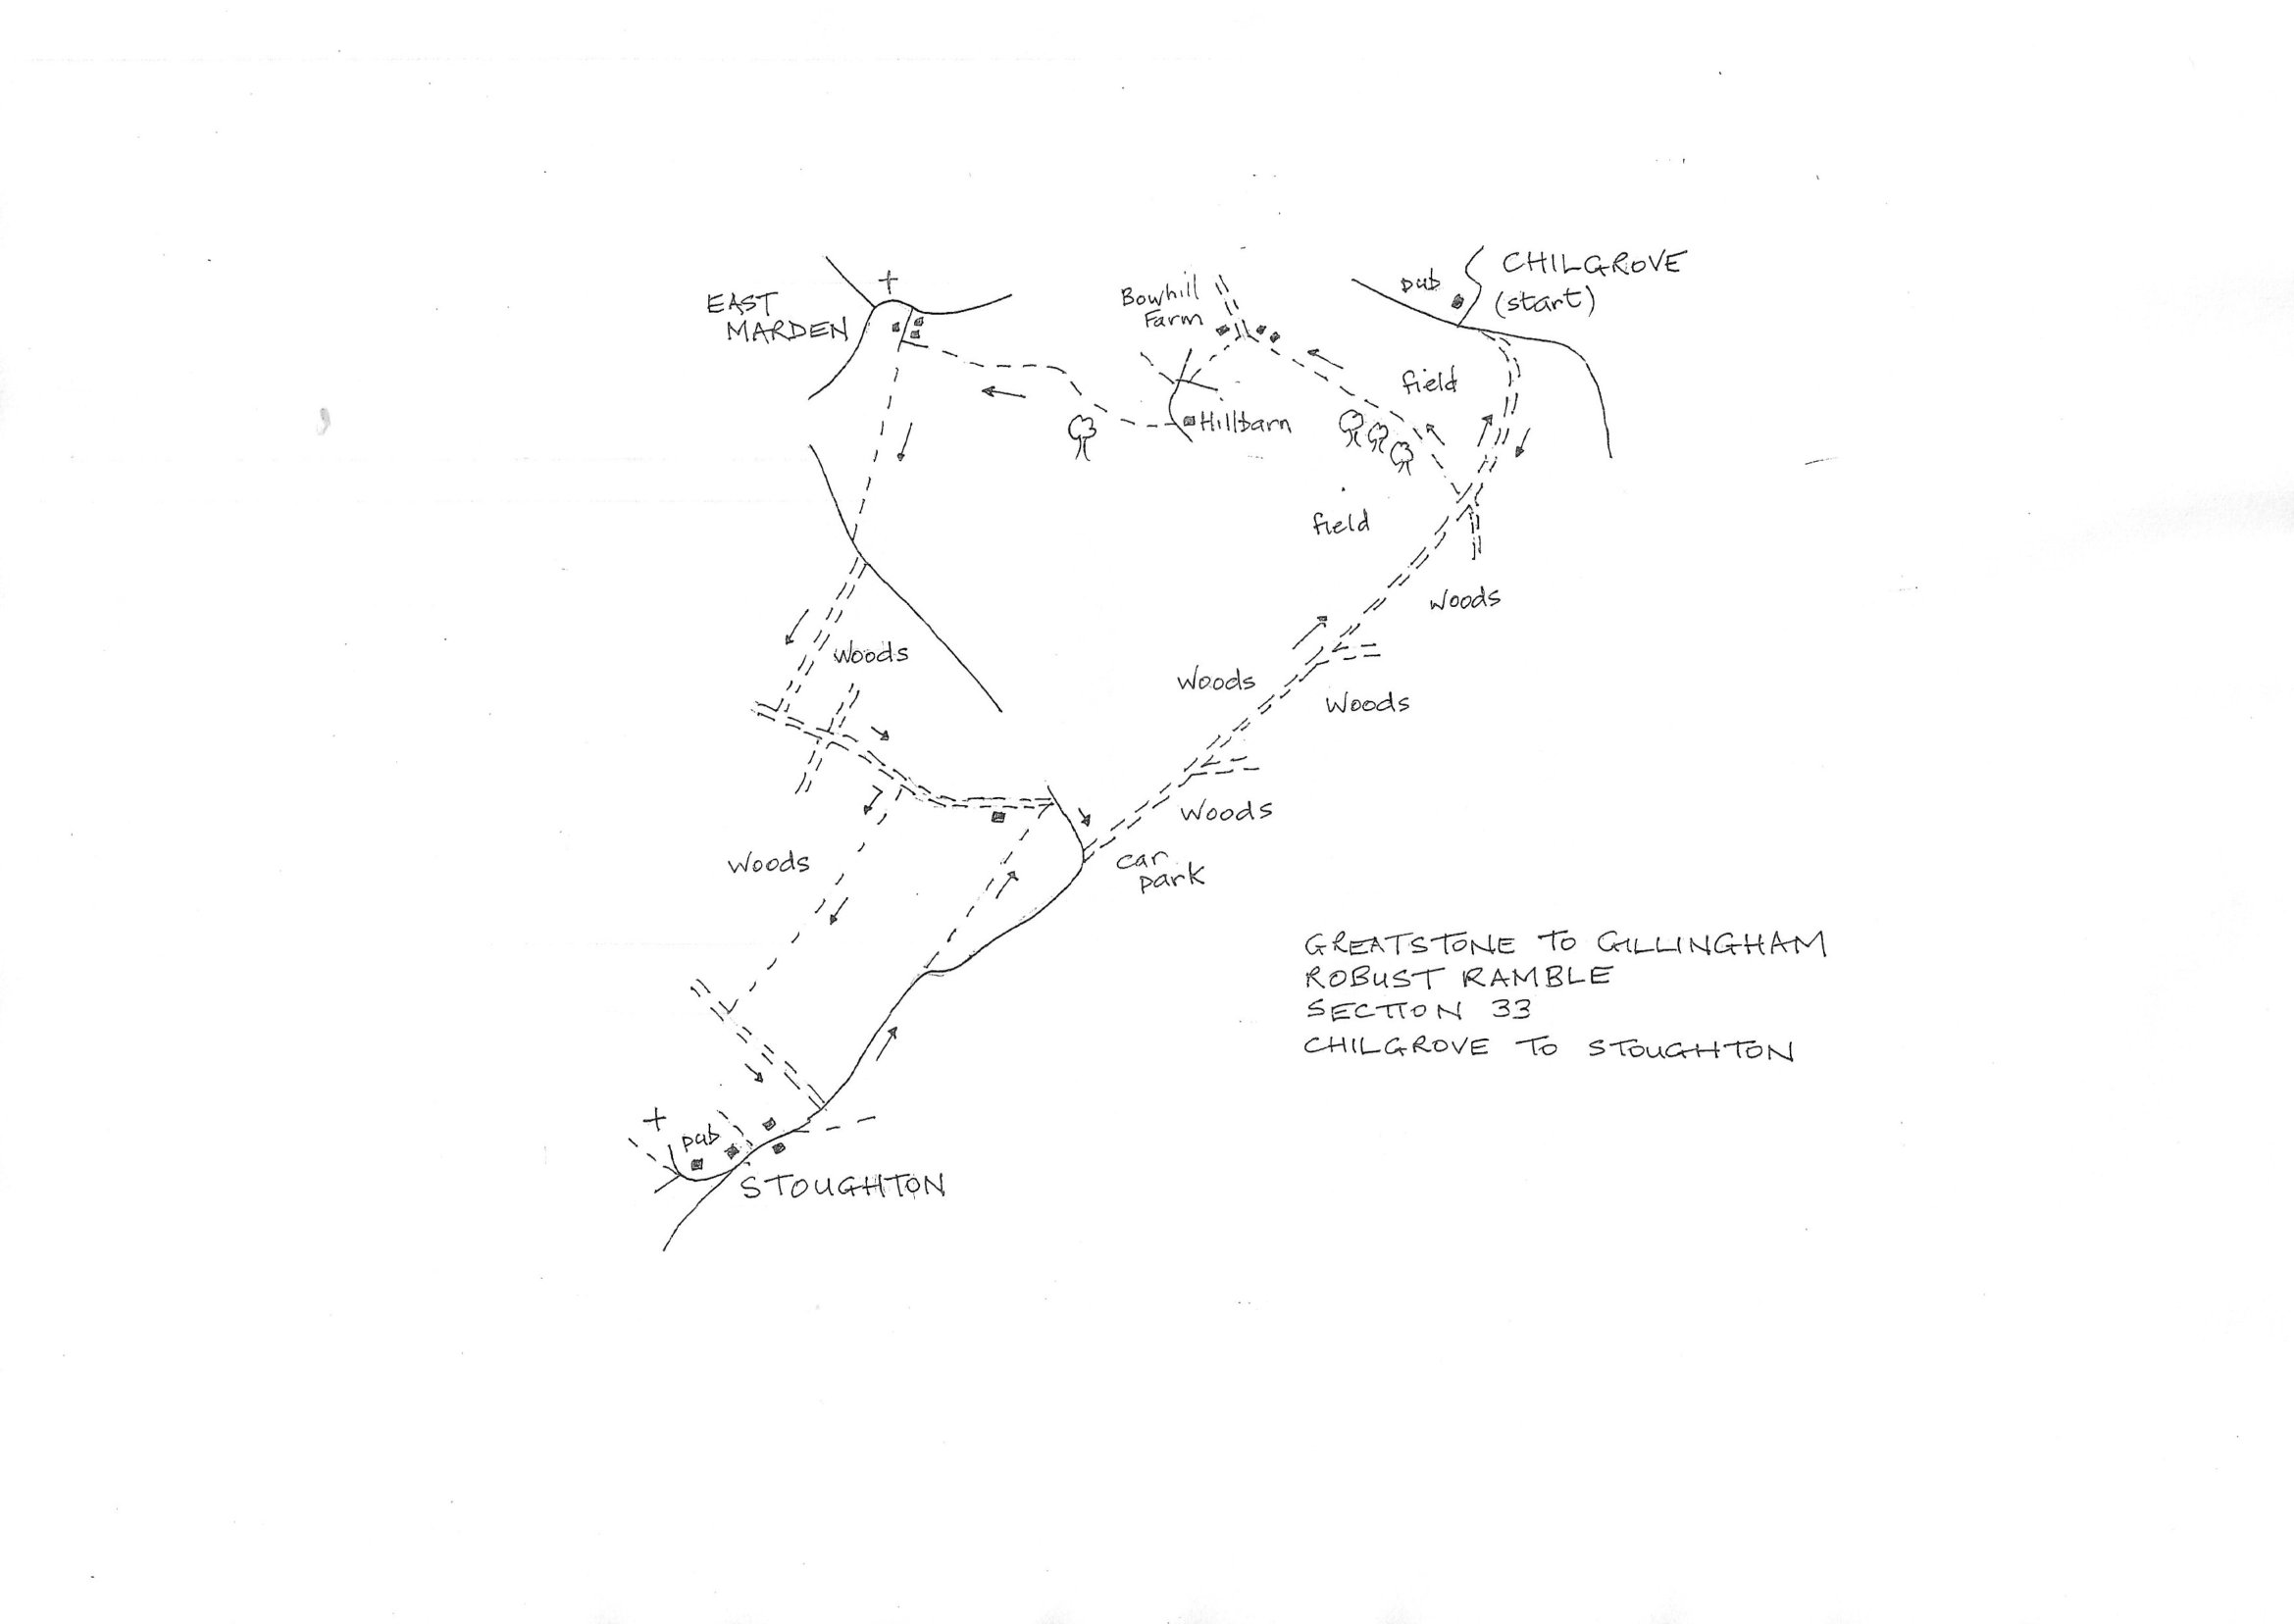 CHILGROVE
(start)
pub
Bowhill
Farm
EAST
MARDEN
field
Hillbarn
field
woods
woods
woods
woods
woods
woods
car
park
GREATSTONE TO GILLINGHAM
ROBUST RAMBLE
SECTION 33
CHILGROVE TO STOUGHTON
pub
STOUGHTON